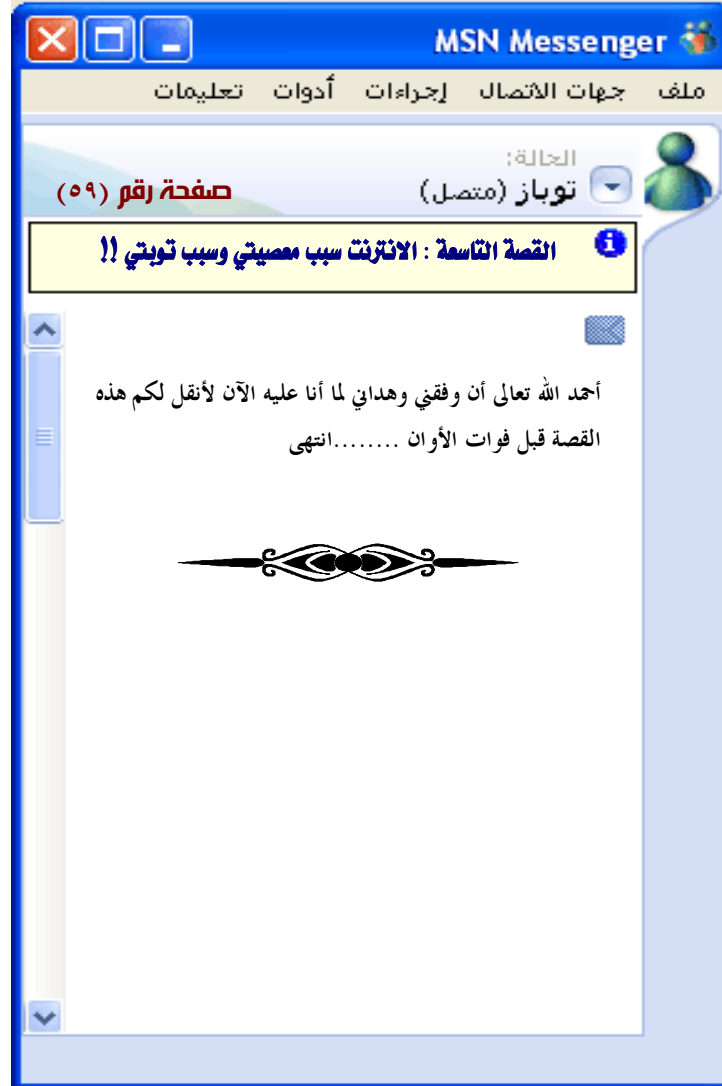 MSN Messenger
ملف جهات الاتصال إجراءات أدوات تعليمات
الحالة:
توباز (متصل)
صفحة رقم (٥٩)
القصة التاسعة : الانترنت سبب معصيتي وسبب توبتي !!
أحمد الله تعالى أن وفقني وهداني لما أنا عليه الآن لأنقل لكم هذه
القصة قبل فوات الأوان ........انتهى